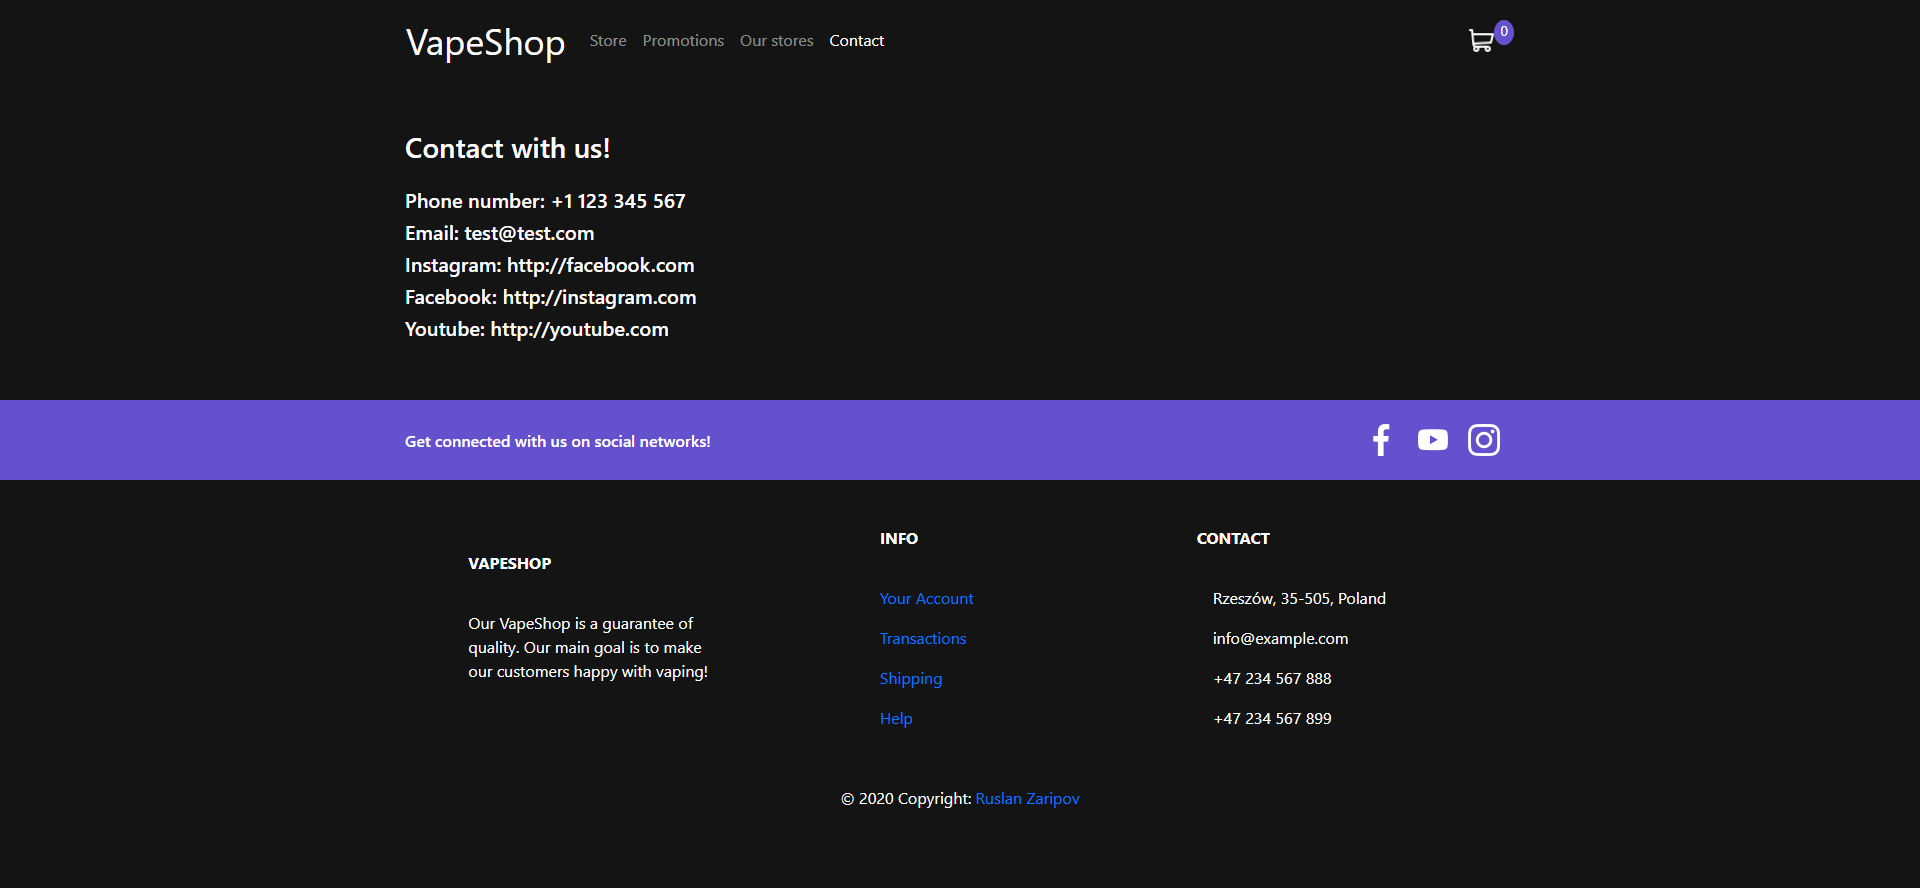 VapeShop
Store
Promotions
Our stores
Contact
0
Contact with us!
Phone number: +1 123 345 567
Email: test@test.com
Instagram: http://facebook.com
Facebook: http://instagram.com
Youtube: http://youtube.com
Get connected with us on social networks!
VAPESHOP
Our VapeShop is a guarantee of
quality. Our main goal is to make
our customers happy with vaping!
INFO
Your Account
Transactions
Shipping
Help
CONTACT
Rzeszów, 35-505, Poland
info@example.com
+47 234 567 888
+47 234 567 899
© 2020 Copyright: Ruslan Zaripov